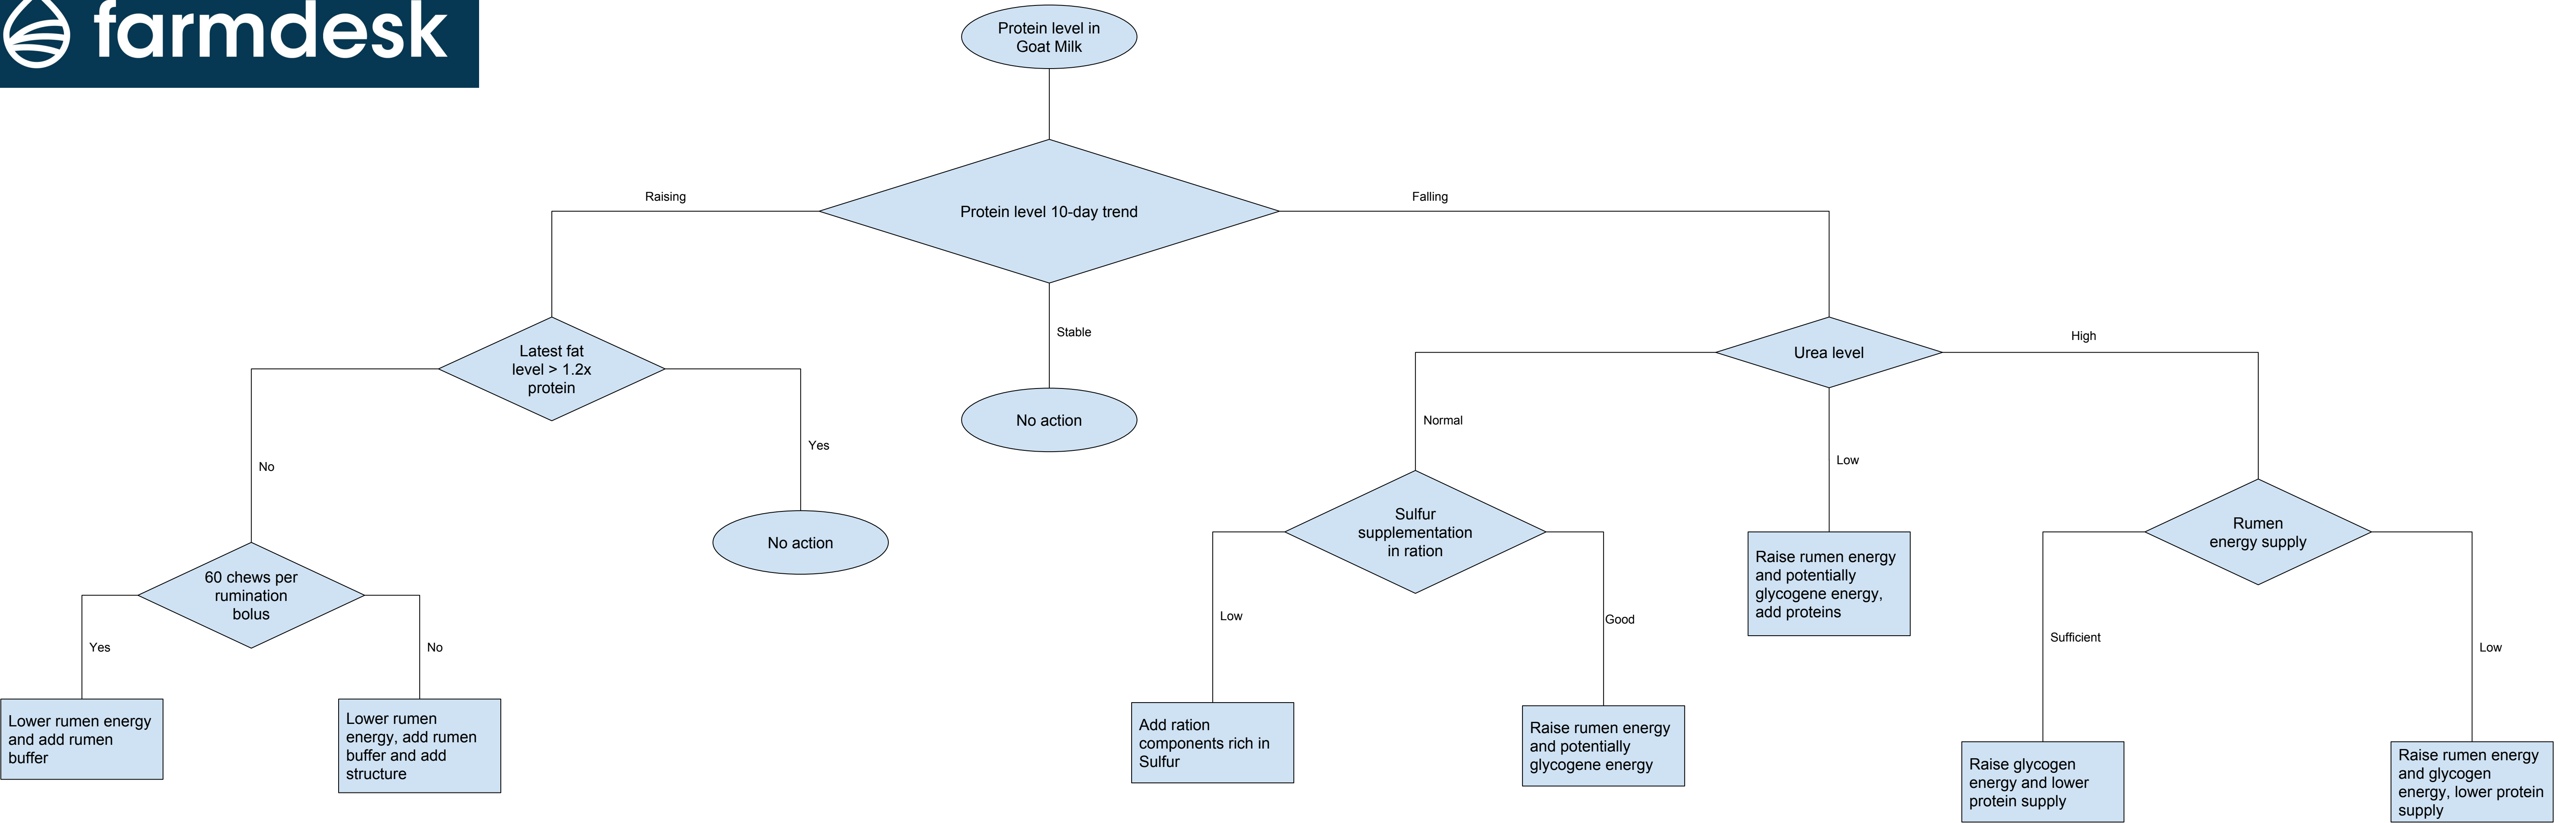 farmdesk
Protein level in
Goat Milk
Protein level 10-day trend
Raising
Falling
Stable
Latest fat
level > 1.2x
protein
Urea level
High
No action
Normal
Yes
Low
No
Sulfur
supplementation
in ration
Rumen
energy supply
No action
Raise rumen energy
and potentially
glycogene energy,
add proteins
60 chews per
rumination
bolus
Low
Good
Sufficient
Yes
No
Low
Lower rumen energy
and add rumen
buffer
Lower rumen
energy, add rumen
buffer and add
structure
Add ration
components rich in
Sulfur
Raise rumen energy
and potentially
glycogene energy
Raise glycogen
energy and lower
protein supply
Raise rumen energy
and glycogen
energy, lower protein
supply